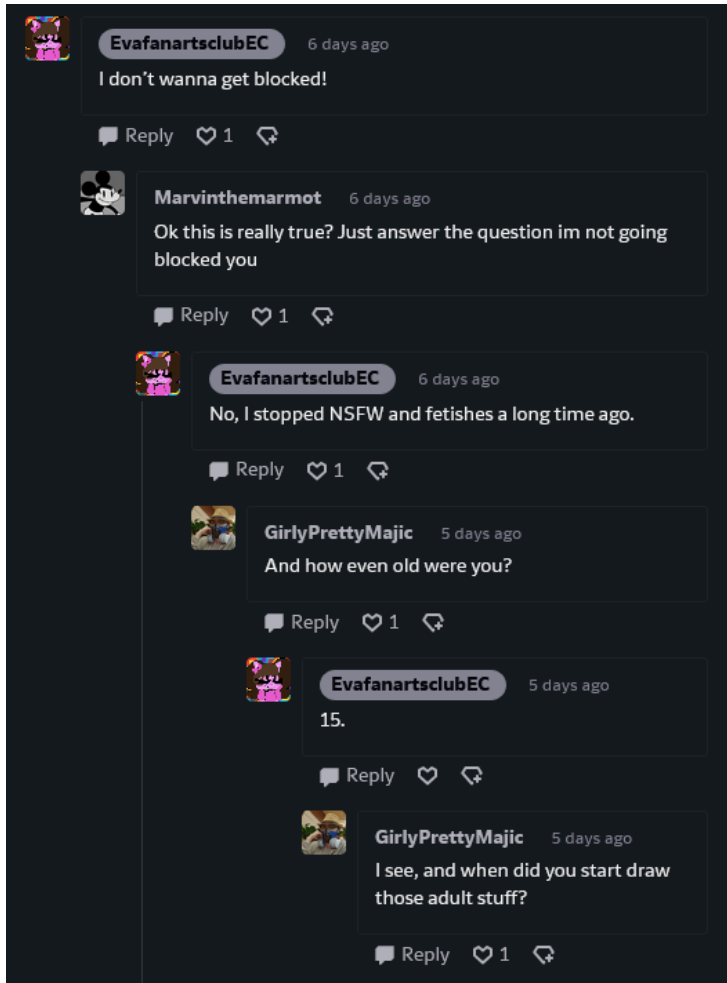 EvafanartsclubEC 6 days ago
I don't wanna get blocked!
Reply 1
Marvinthemarmot 6 days ago
Ok this is really true? Just answer the question im not going
blocked you
Reply 1
EvafanartsclubEC 6 days ago
No, I stopped NSFW and fetishes a long time ago.
Reply 1
GirlyPrettyMajic 5 days ago
And how even old were you?
Reply 1
EvafanartsclubEC 5 days ago
15.
Reply
GirlyPrettyMajic 5 days ago
I see, and when did you start draw
those adult stuff?
Reply 1